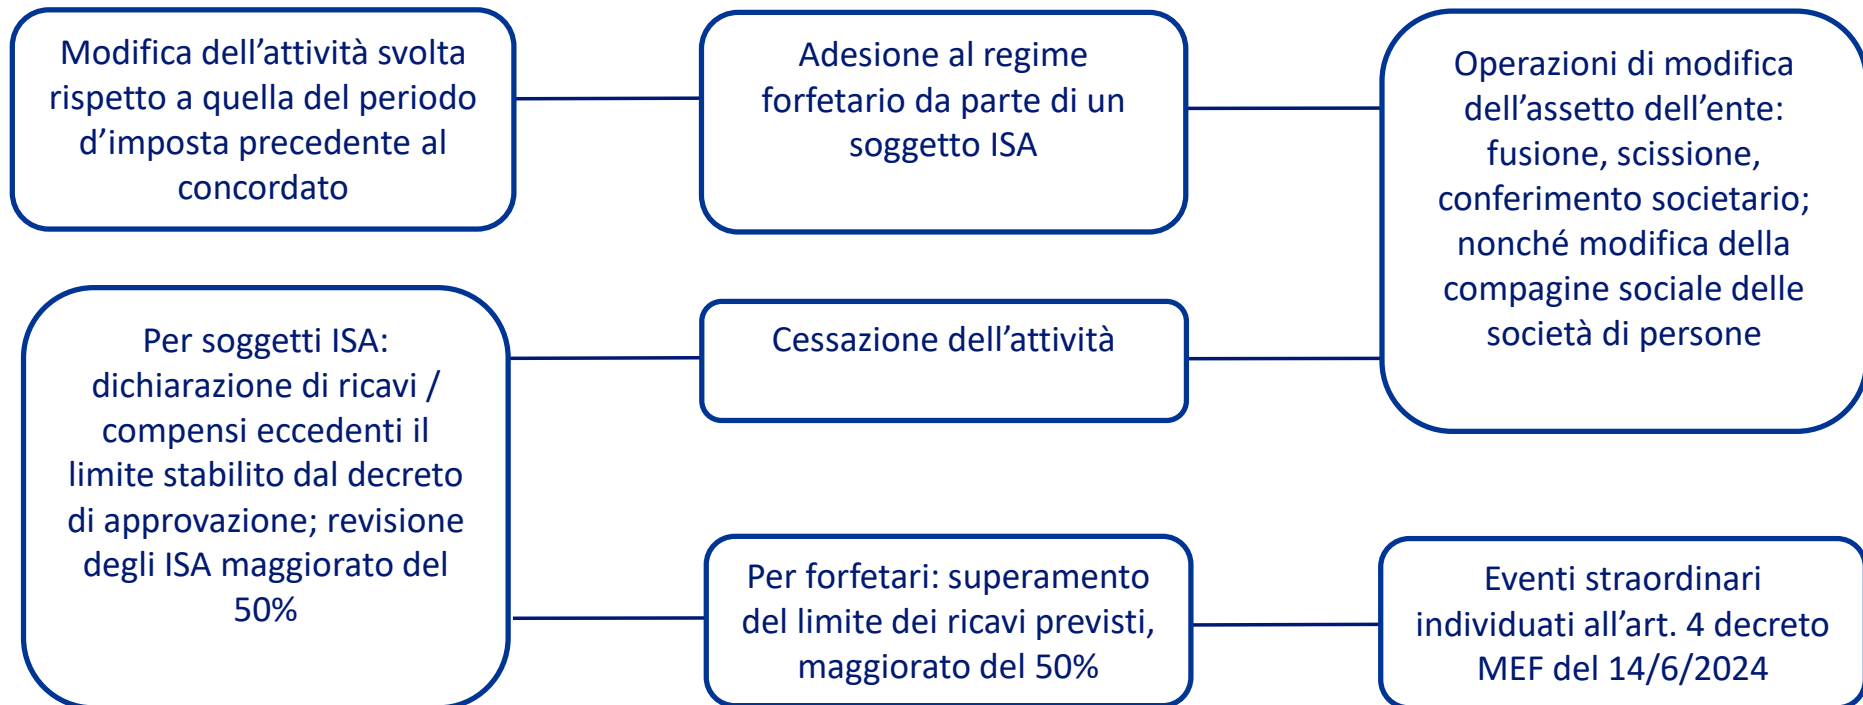 Modifica dell’attività svolta
rispetto a quella del periodo
d’imposta precedente al
concordato
Adesione al regime
forfetario da parte di un
soggetto ISA
Operazioni di modifica
dell’assetto dell’ente:
fusione, scissione,
conferimento societario;
nonché modifica della
compagine sociale delle
società di persone
Per soggetti ISA:
dichiarazione di ricavi /
compensi eccedenti il
limite stabilito dal decreto
di approvazione; revisione
degli ISA maggiorato del
50%
Cessazione dell’attività
Per forfetari: superamento
del limite dei ricavi previsti,
maggiorato del 50%
Eventi straordinari
individuati all’art. 4 decreto
MEF del 14/6/2024